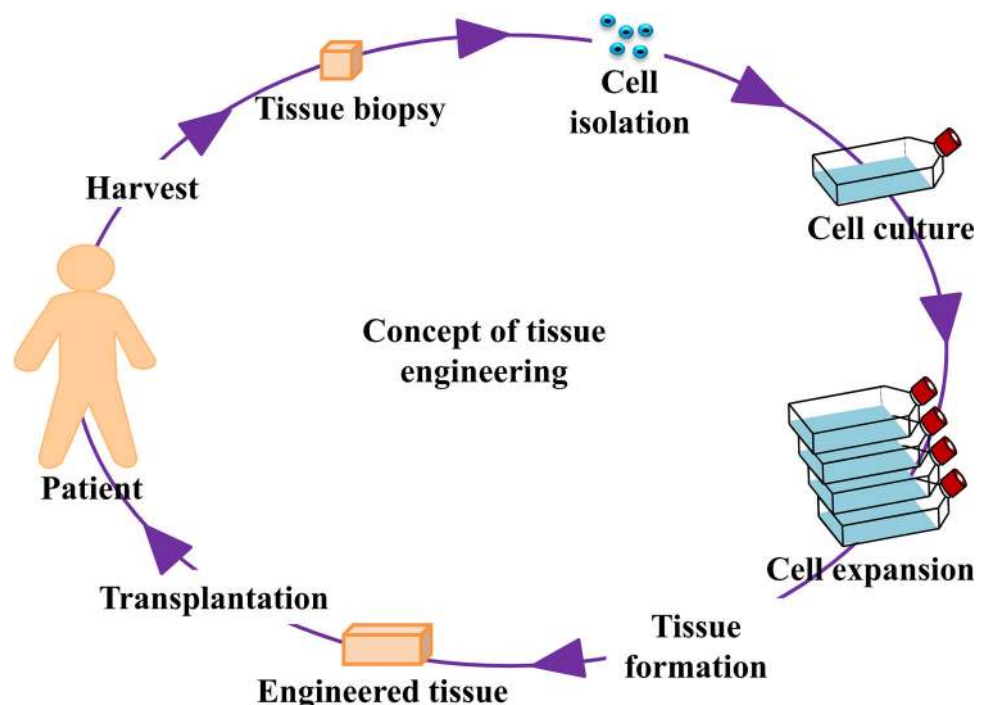 Cell
isolation
Tissue biopsy
Harvest
Cell culture
Concept of tissue
engineering
Patient
Cell expansion
Transplantation
Tissue
formation
Engineered tissue